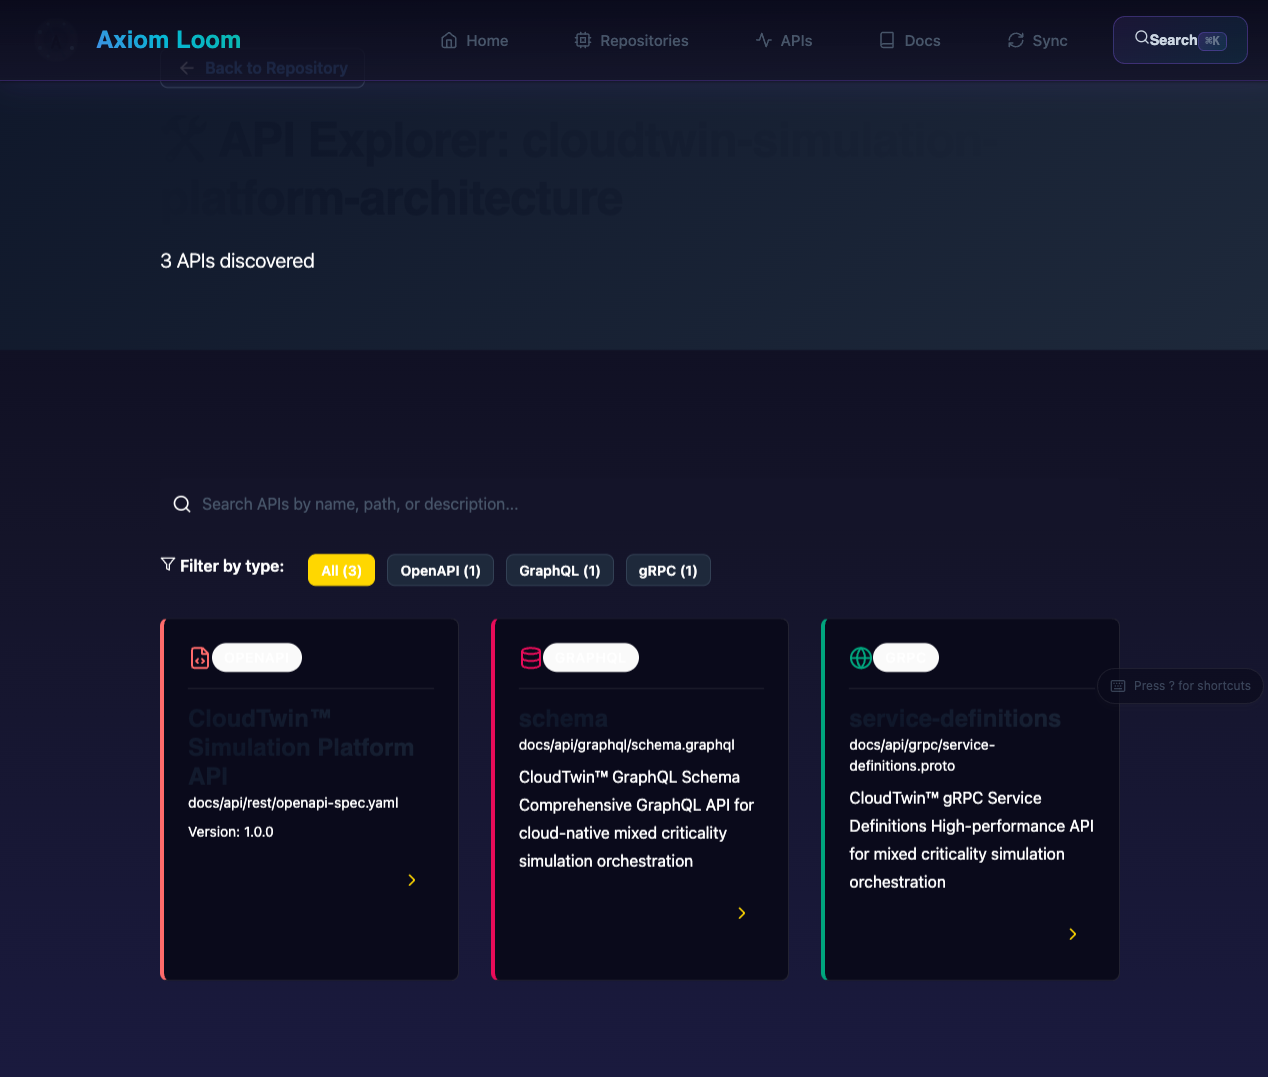 Axiom Loom
Home
Repositories
APIs
Docs
Sync
Search ⌘K
Back to Repository
🛠 API Explorer: cloudtwin-simulation-
platform-architecture
3 APIs discovered
Search APIs by name, path, or description...
Filter by type:
All (3)
OpenAPI (1)
GraphQL (1)
gRPC (1)
OPENAPI
CloudTwin™
Simulation Platform
API
docs/api/rest/openapi-spec.yaml
Version: 1.0.0
GRAPHQL
schema
docs/api/graphql/schema.graphql
CloudTwin™ GraphQL Schema
Comprehensive GraphQL API for
cloud-native mixed criticality
simulation orchestration
GRPC
service-definitions
docs/api/grpc/service-
definitions.proto
CloudTwin™ gRPC Service
Definitions High-performance API
for mixed criticality simulation
orchestration
Press ? for shortcuts